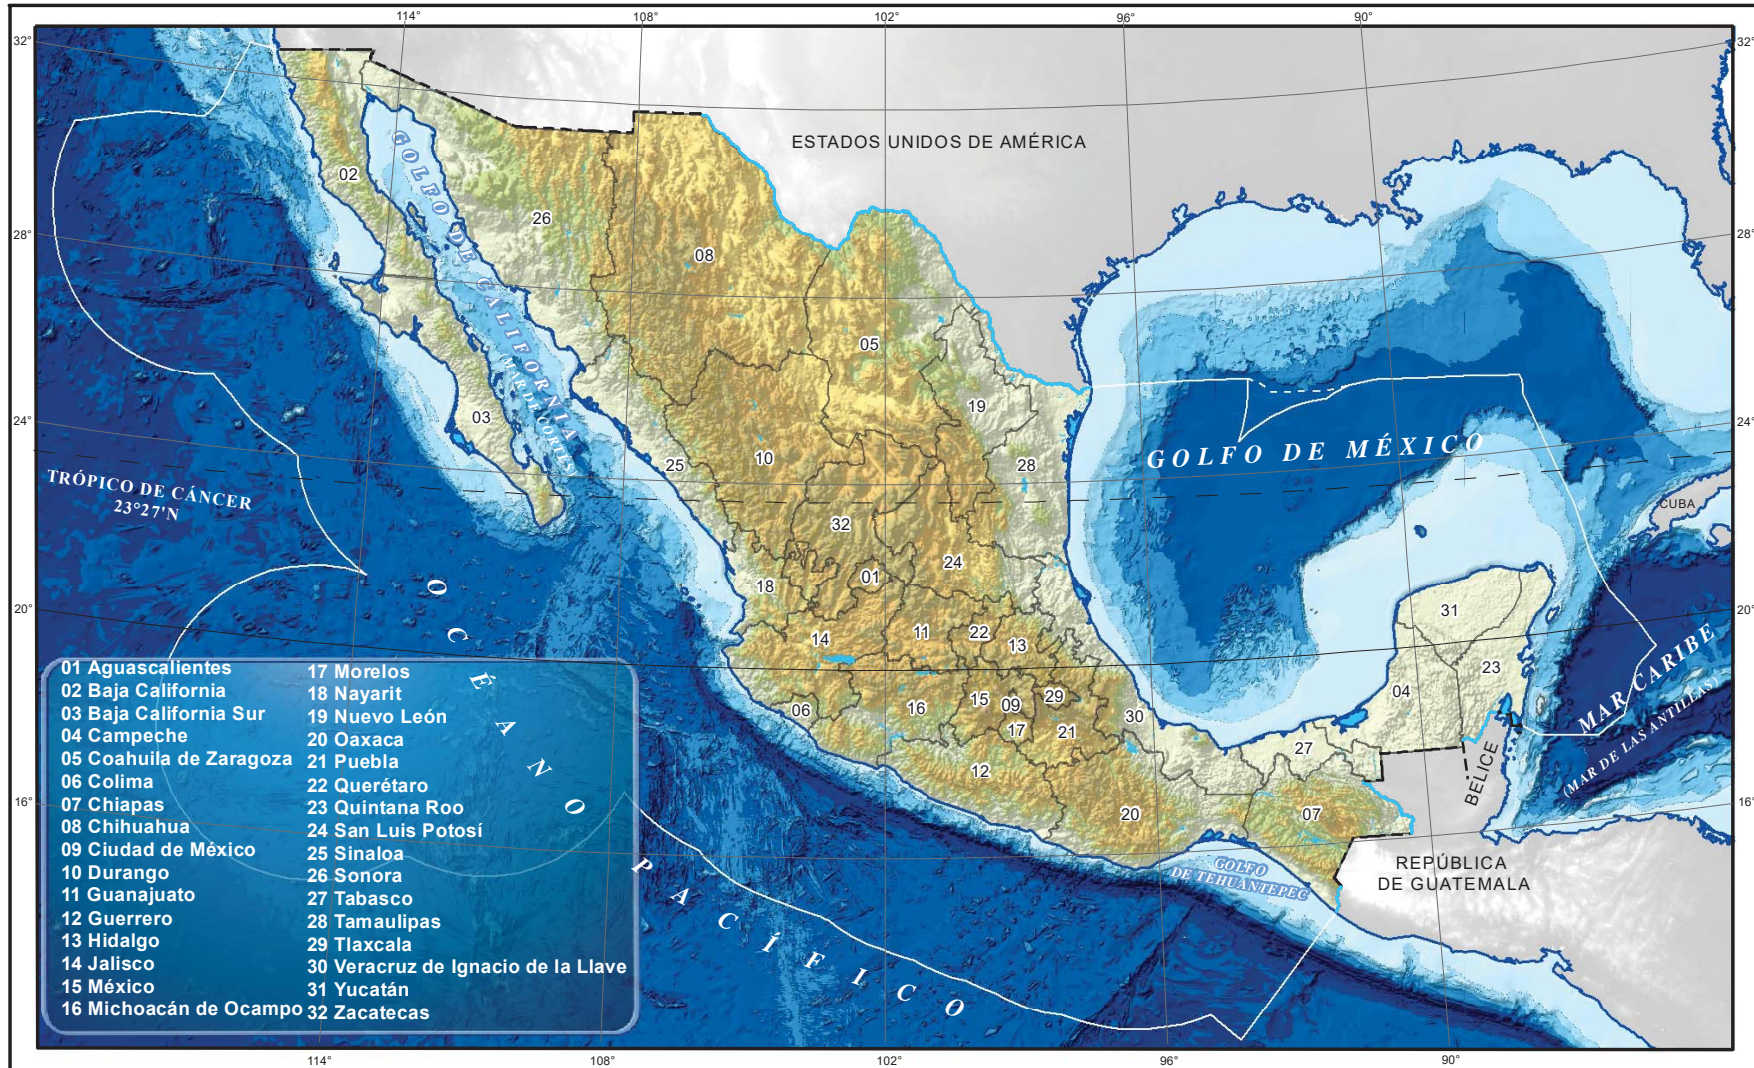 114°
108°
102°
96°
90°
32°
32°
ESTADOS UNIDOS DE AMÉRICA
GOLFO DE CALIFORNIA
(MAR DE CORTÉS)
02
26
08
28°
28°
05
19
03
24°
24°
10
25
28
GOLFO DE MÉXICO
TRÓPICO DE CÁNCER
23°27'N
CUBA
32
24
01
18
20°
20°
31
14
11
22
13
23
04
06
16
15
09
29
17
21
30
27
12
20
07
MAR CARIBE
(MAR DE LAS ANTILLAS)
BELICE
16°
16°
OCÉANO PACÍFICO
GOLFO
DE TEHUANTEPEC
REPÚBLICA
DE GUATEMALA
01 Aguascalientes
02 Baja California
03 Baja California Sur
04 Campeche
05 Coahuila de Zaragoza
06 Colima
07 Chiapas
08 Chihuahua
09 Ciudad de México
10 Durango
11 Guanajuato
12 Guerrero
13 Hidalgo
14 Jalisco
15 México
16 Michoacán de Ocampo
17 Morelos
18 Nayarit
19 Nuevo León
20 Oaxaca
21 Puebla
22 Querétaro
23 Quintana Roo
24 San Luis Potosí
25 Sinaloa
26 Sonora
27 Tabasco
28 Tamaulipas
29 Tlaxcala
30 Veracruz de Ignacio de la Llave
31 Yucatán
32 Zacatecas
114°
108°
102°
96°
90°